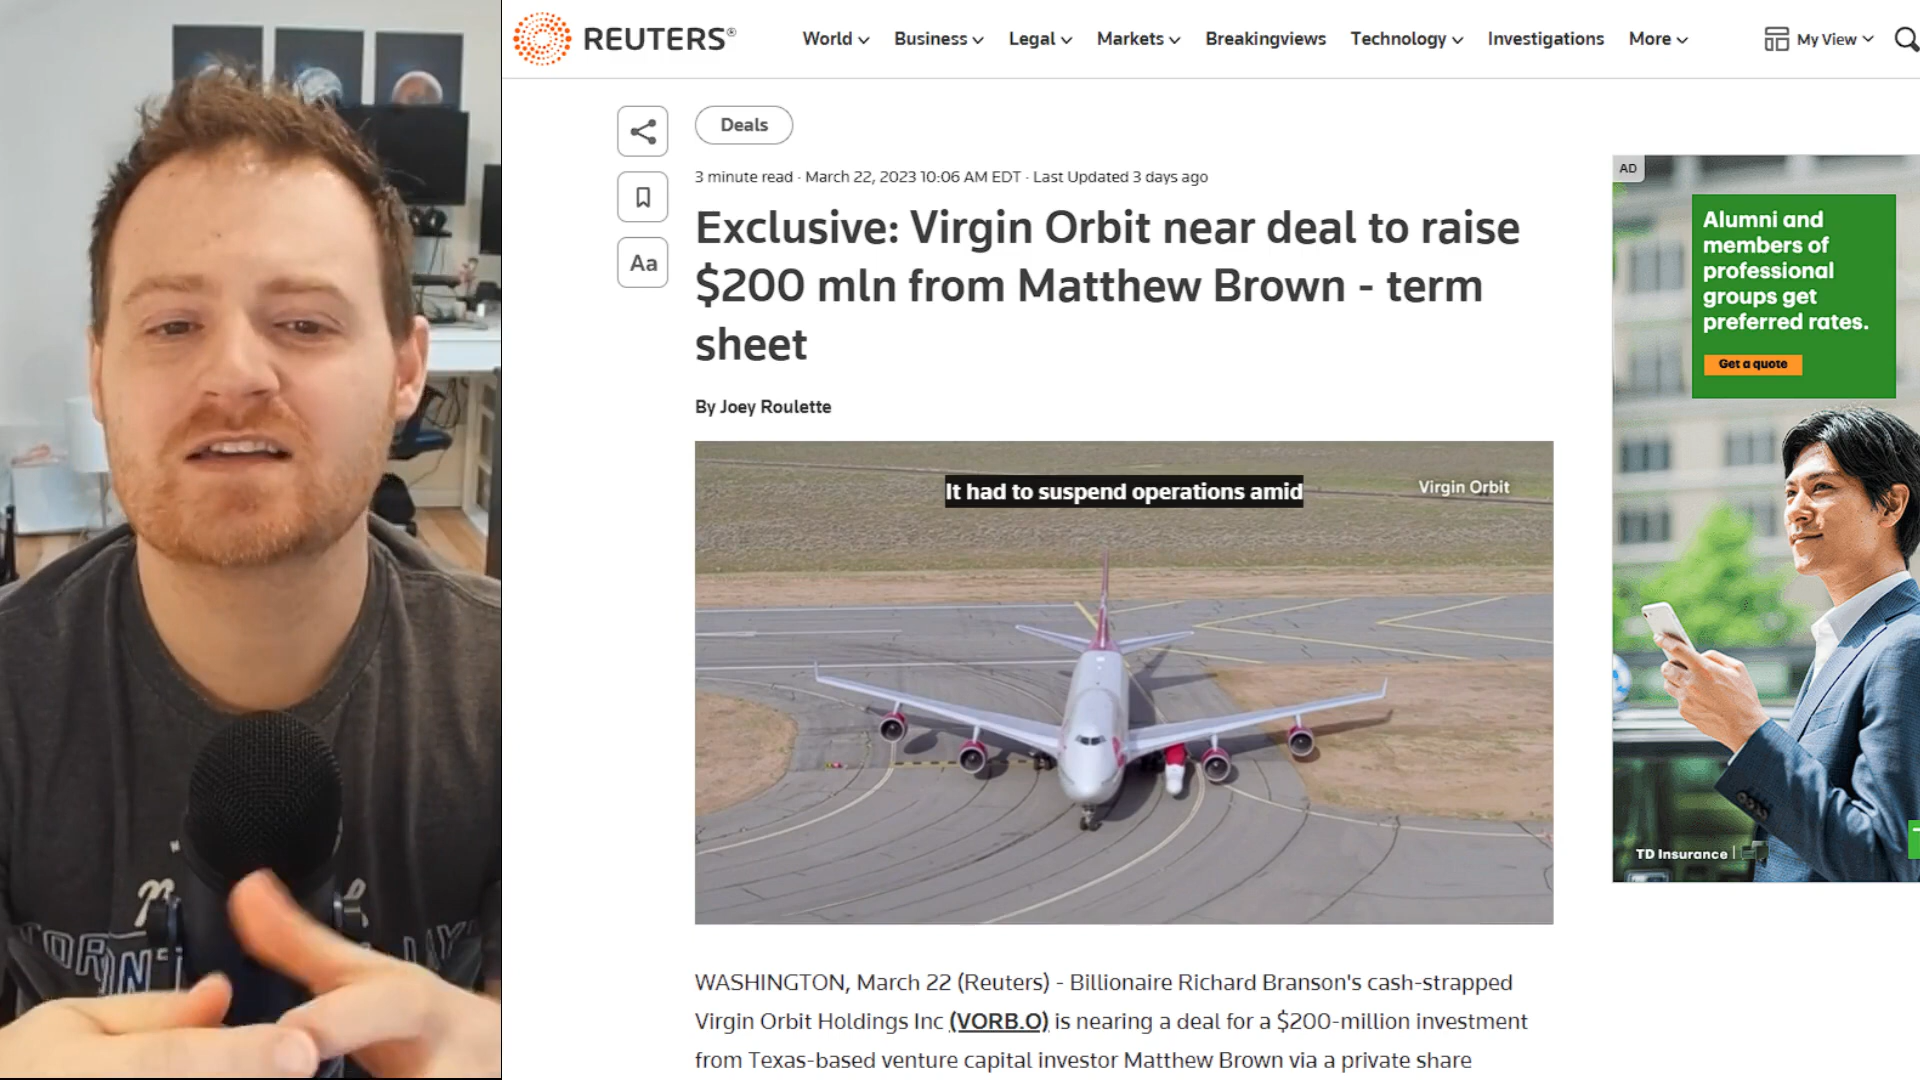 REUTERS®
World Business Legal Markets Breakingviews Technology Investigations More My View
Deals
3 minute read · March 22, 2023 10:06 AM EDT · Last Updated 3 days ago
Aa
Exclusive: Virgin Orbit near deal to raise
$200 mln from Matthew Brown - term
sheet
By Joey Roulette
It had to suspend operations amid
Virgin Orbit
WASHINGTON, March 22 (Reuters) - Billionaire Richard Branson's cash-strapped
Virgin Orbit Holdings Inc (VORB.O) is nearing a deal for a $200-million investment
from Texas-based venture capital investor Matthew Brown via a private share
AD
Alumni and
members of
professional
groups get
preferred rates.
Get a quote
TD Insurance